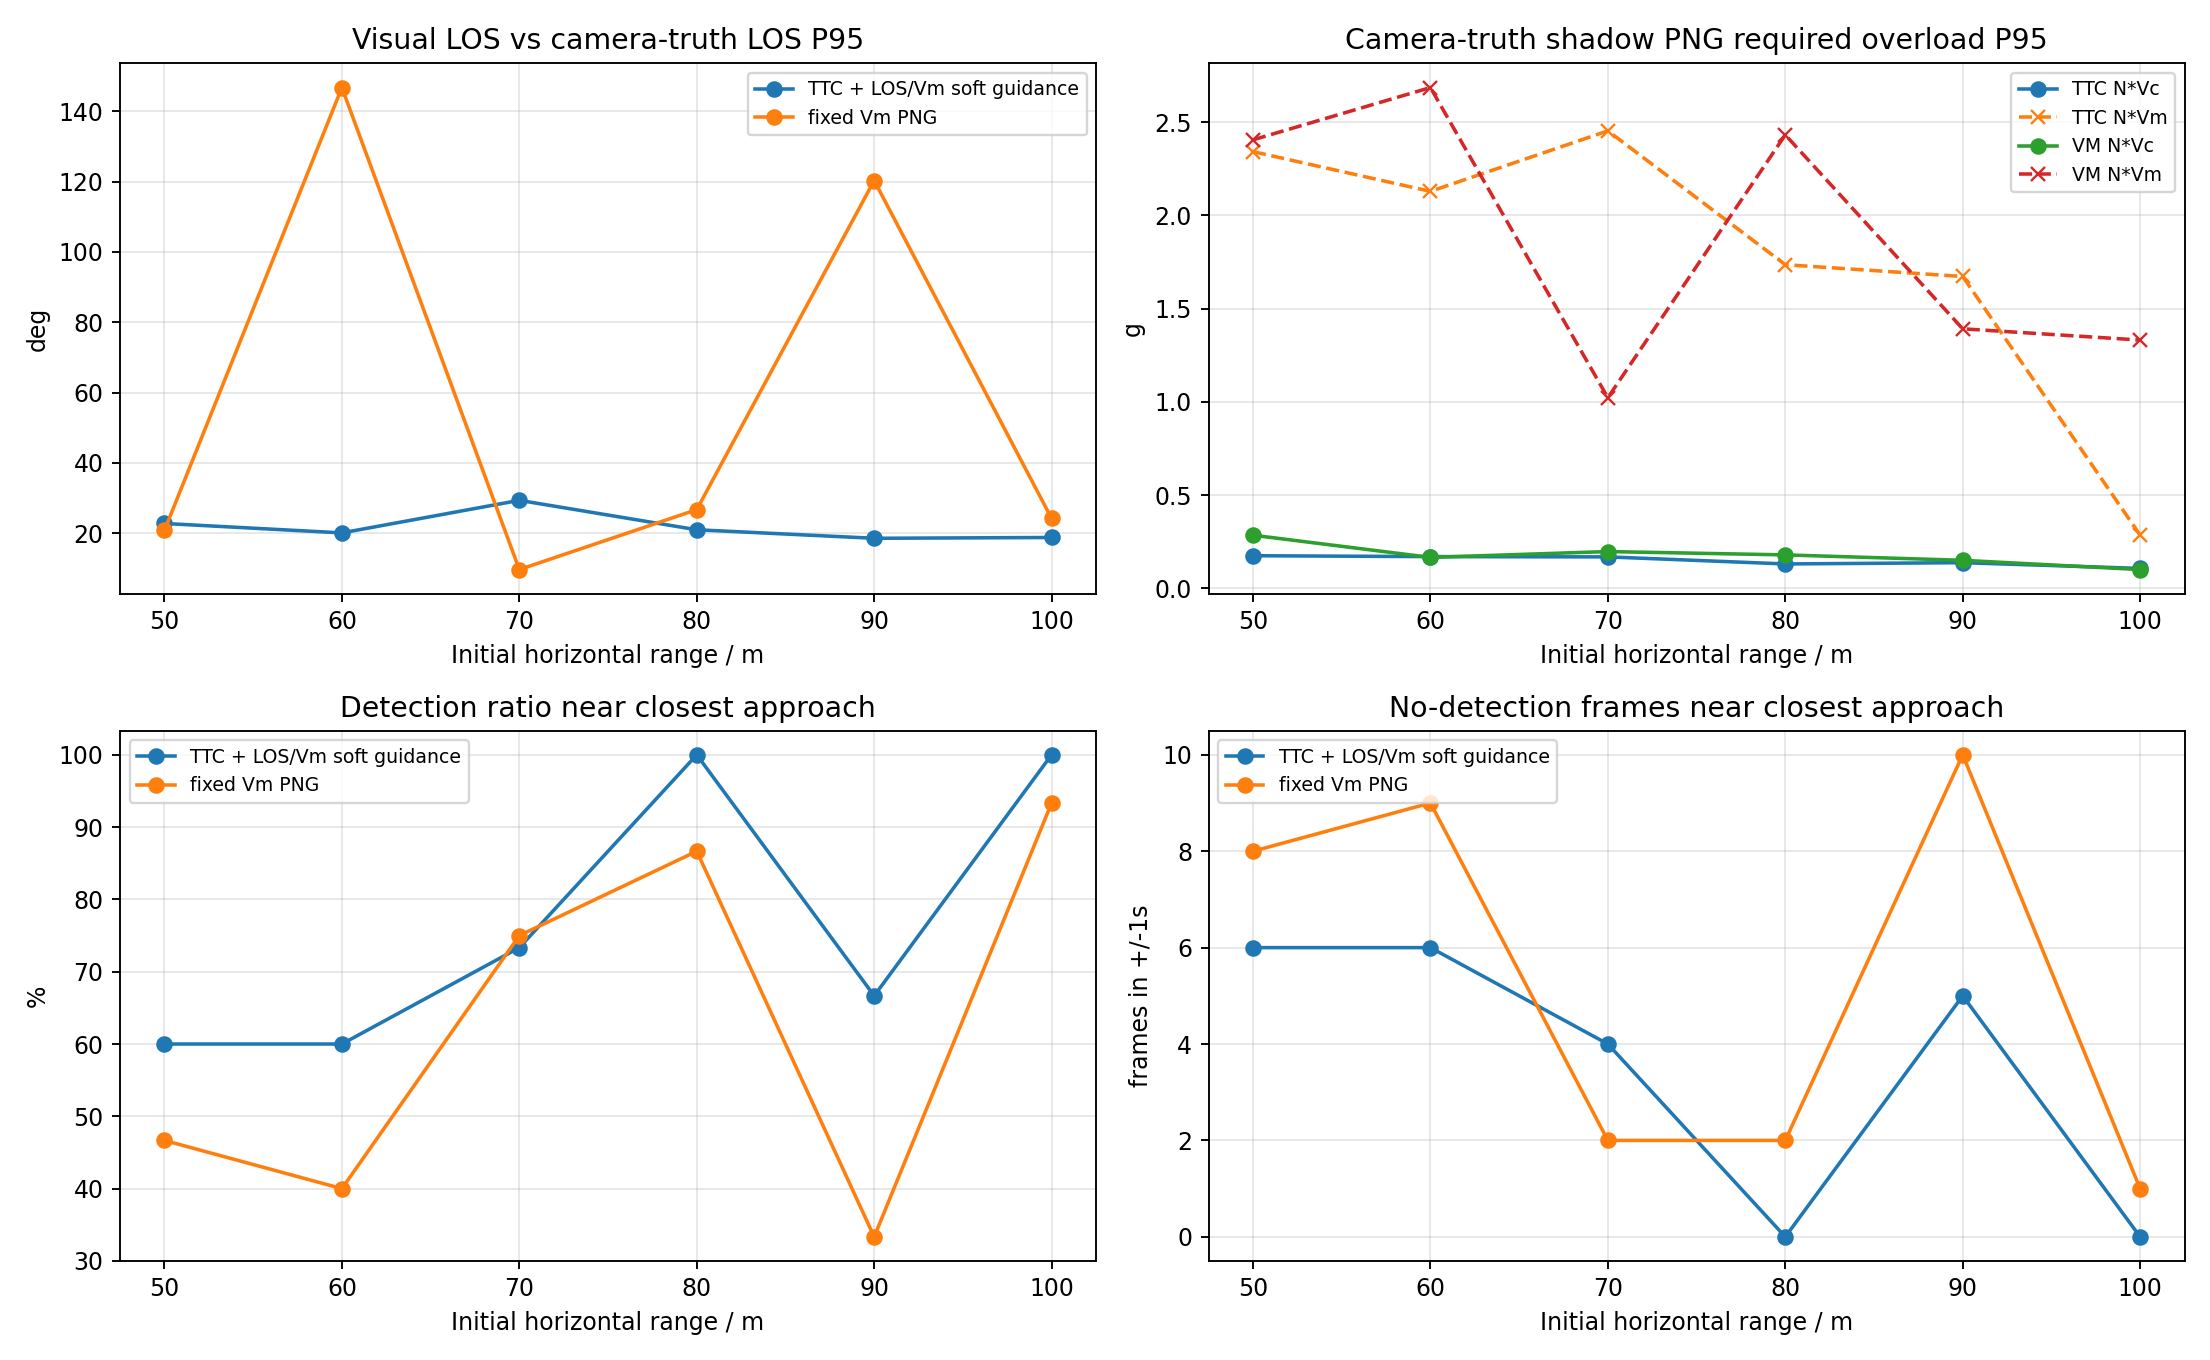 Visual LOS vs camera-truth LOS P95
TTC + LOS/Vm soft guidance
fixed Vm PNG
deg
140
120
100
80
60
40
20
50 60 70 80 90 100
Initial horizontal range / m
Camera-truth shadow PNG required overload P95
TTC N*Vc
TTC N*Vm
VM N*Vc
VM N*Vm
g
2.5
2.0
1.5
1.0
0.5
0.0
50 60 70 80 90 100
Initial horizontal range / m
Detection ratio near closest approach
TTC + LOS/Vm soft guidance
fixed Vm PNG
%
100
90
80
70
60
50
40
30
50 60 70 80 90 100
Initial horizontal range / m
No-detection frames near closest approach
TTC + LOS/Vm soft guidance
fixed Vm PNG
frames in +/-1s
10
8
6
4
2
0
50 60 70 80 90 100
Initial horizontal range / m